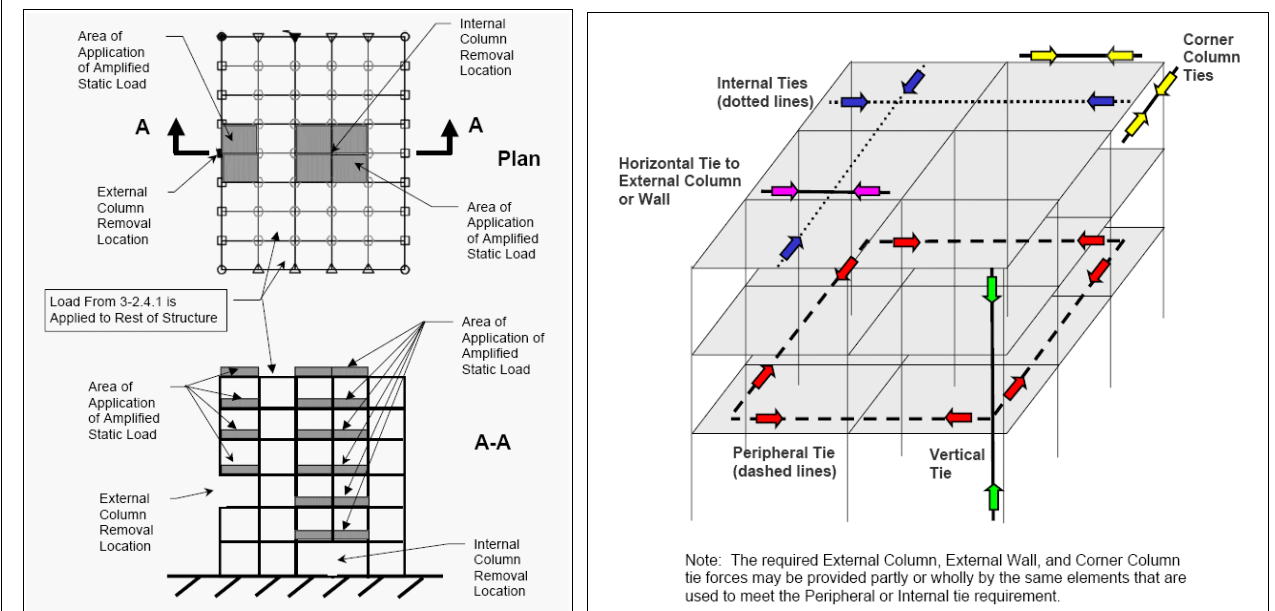 Area of
Application
of Amplified
Static Load
Internal
Column
Removal
Location
A
A
Plan
External
Column
Removal
Location
Area of
Application
of Amplified
Static Load
Load From 3-2.4.1 is
Applied to Rest of Structure
Area of
Application of
Amplified
Static Load
Area of
Application
of Amplified
Static Load
A-A
External
Column
Removal
Location
Internal
Column
Removal
Location
Corner
Column
Ties
Internal Ties
(dotted lines)
Horizontal Tie to
External Column
or Wall
Peripheral Tie
(dashed lines)
Vertical
Tie
Note: The required External Column, External Wall, and Corner Column
tie forces may be provided partly or wholly by the same elements that are
used to meet the Peripheral or Internal tie requirement.